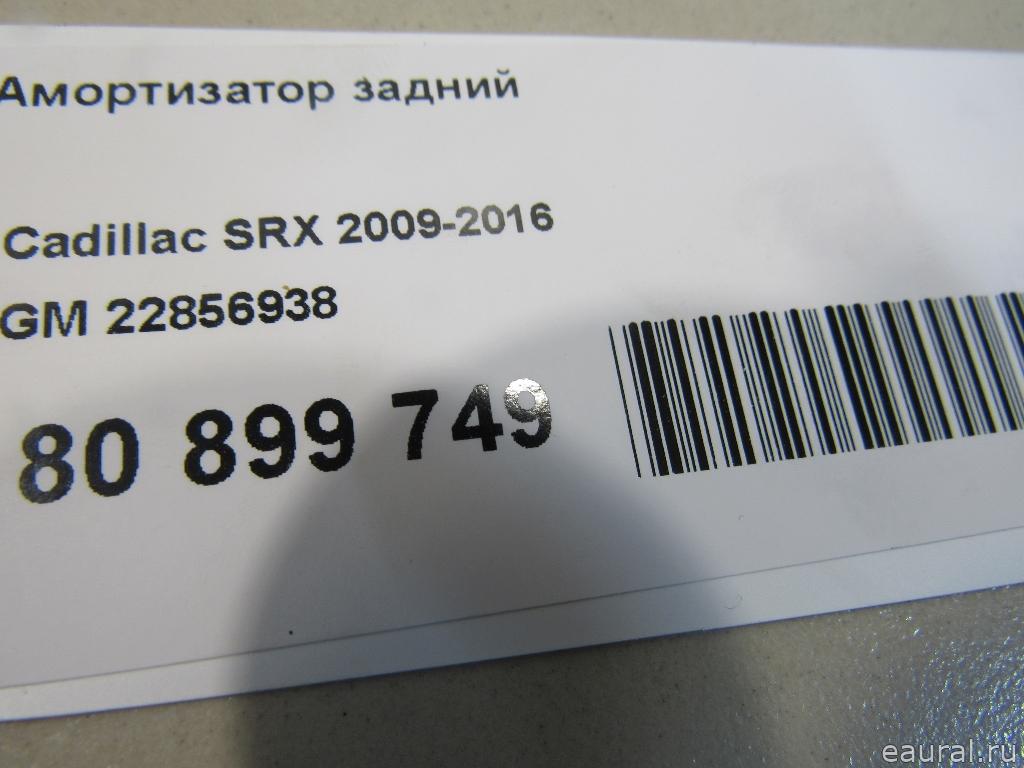 Амортизатор задний
Cadillac SRX 2009-2016
GM 22856938
80 899 749
eaural.ru